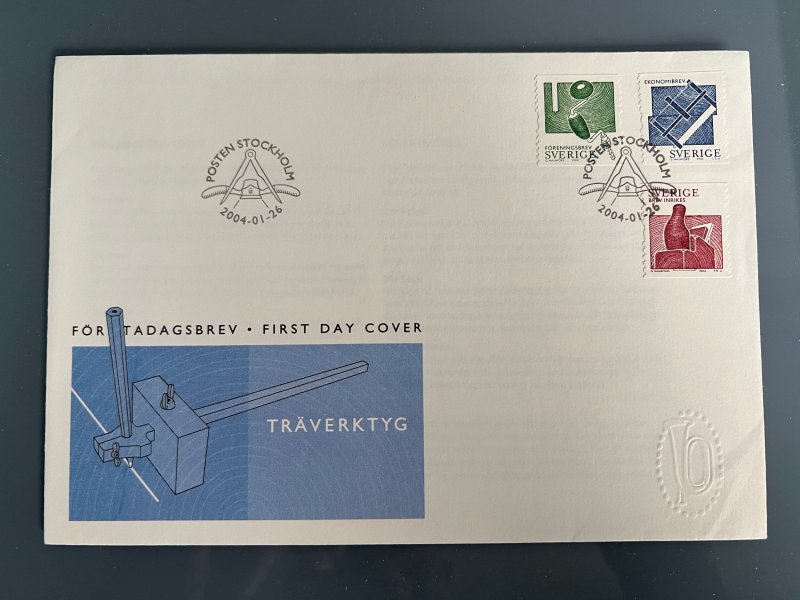 POSTEN STOCKHOLM
2004-01-26
FÖRENINGSBREV
SVERIGE
EKONOMIBREV
SVERIGE
POSTEN STOCKHOLM
2004-01-26
SVERIGE
BREV INRIKES
2004
FÖRSTADAGSBREV • FIRST DAY COVER
TRÄVERKTYG